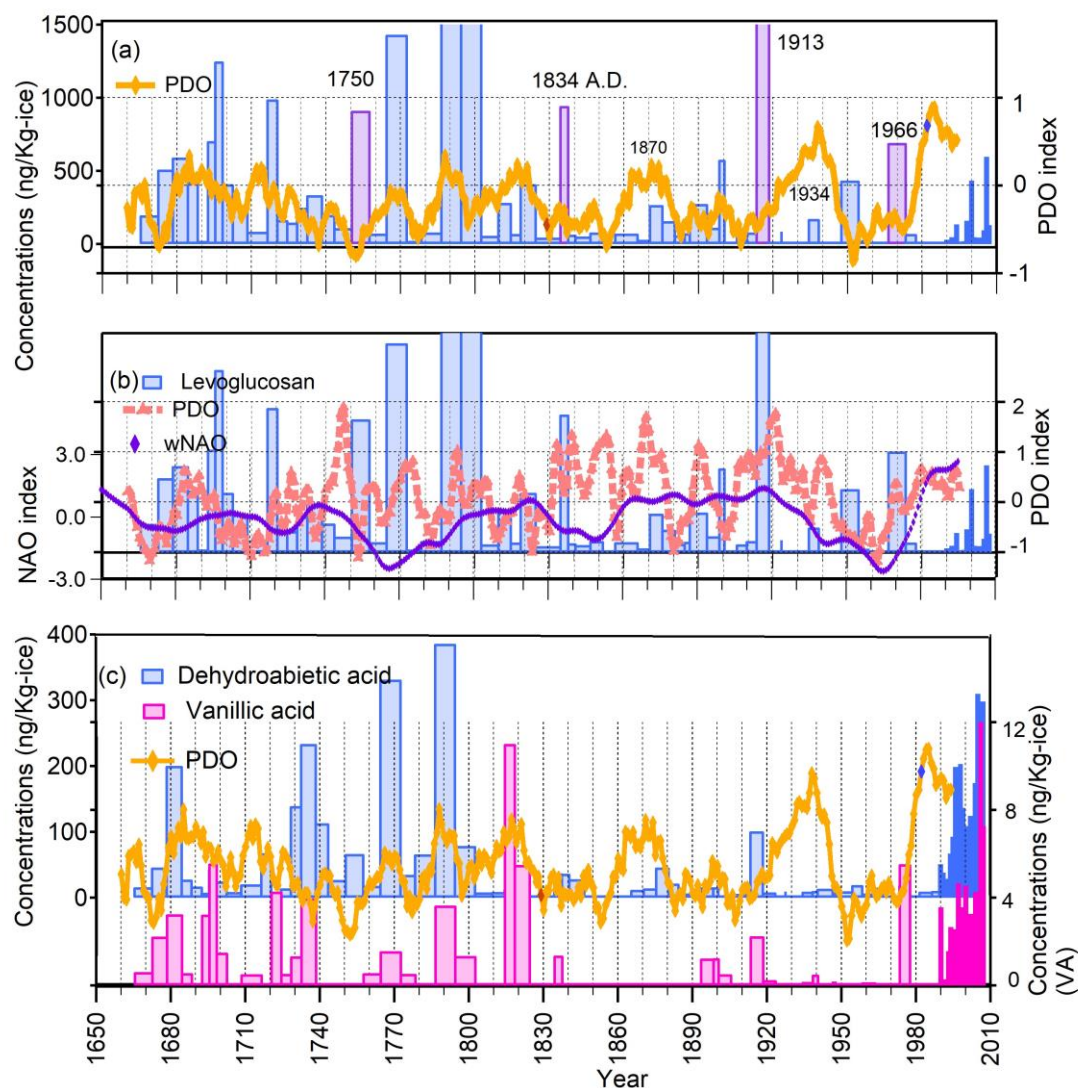 Concentrations (ng/Kg-ice)
1500
1000
500
0
(a)
PDO
1750
1834 A.D.
1870
1913
1934
1966
1
0
-1
PDO index
(b)
Levoglucosan
PDO
wNAO
NAO index
3.0
0.0
-3.0
2
1
0
-1
PDO index
Concentrations (ng/Kg-ice)
400
300
200
100
0
(c)
Dehydroabietic acid
Vanillic acid
PDO
12
8
4
0
Concentrations (ng/Kg-ice)
(VA)
1650
1680
1710
1740
1770
1800
1830
1860
1890
1920
1950
1980
2010
Year